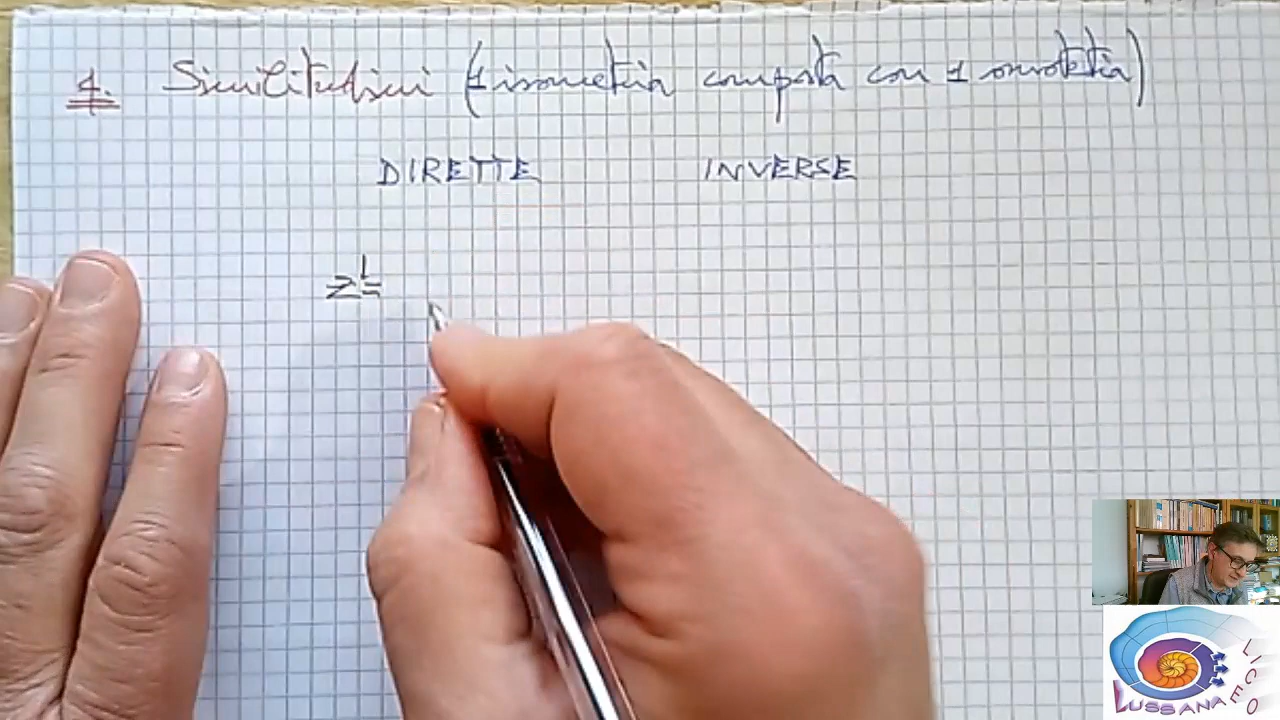 4. Similitudini (1 isometria composta con 1 omotetia)
DIRETTE INVERSE
z'=
LUSSANA
LICEO